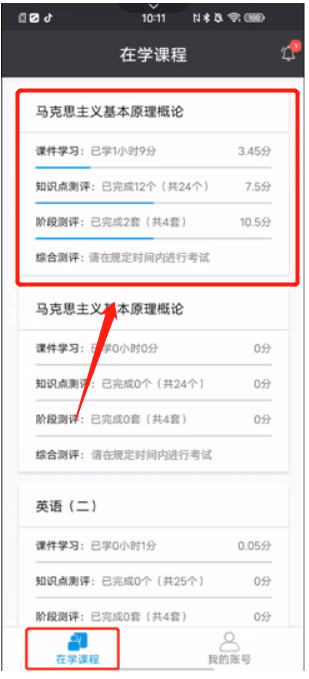 10:11
在学课程
马克思主义基本原理概论
课件学习：已学1小时9分 3.45分
知识点测评：已完成12个（共24个） 7.5分
阶段测评：已完成2套（共4套） 10.5分
综合测评：请在规定时间内进行考试
马克思主义基本原理概论
课件学习：已学0小时0分 0分
知识点测评：已完成0个（共24个） 0分
阶段测评：已完成0套（共4套） 0分
综合测评：请在规定时间内进行考试
英语（二）
课件学习：已学0小时1分 0.05分
知识点测评：已完成0个（共25个） 0分
阶段测评：已完成0套（共4套） 0分
在学课程 我的账号